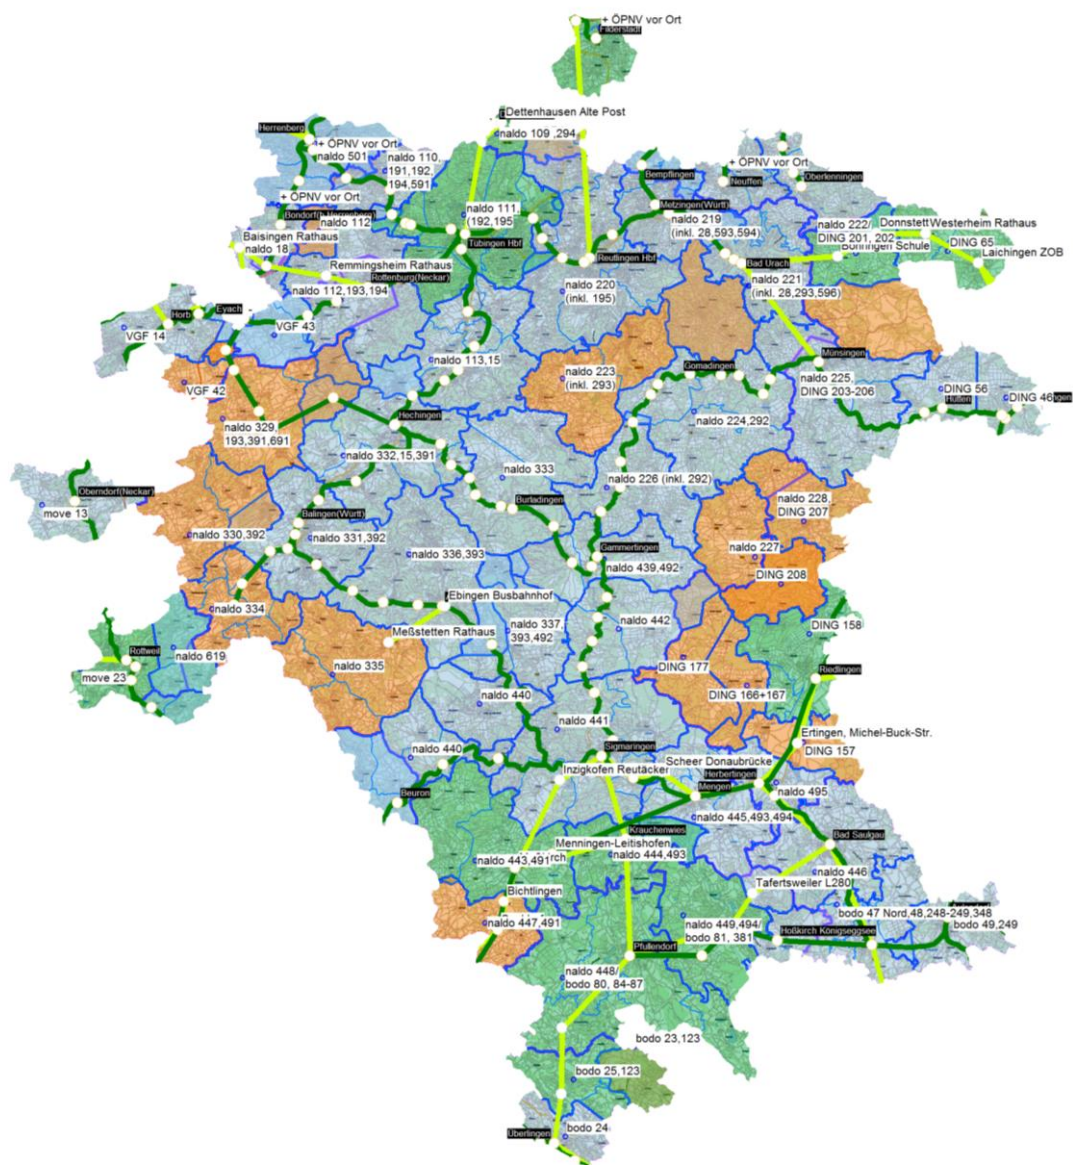 + ÖPNV vor Ort
Filderstadt
Dettenhausen Alte Post
naldo 109 ,294
Herrenberg
+ ÖPNV vor Ort
naldo 501
naldo 110,
191,192,
194,591
+ ÖPNV vor Ort
Bempflingen
Neuffen
Oberlenningen
+ ÖPNV vor Ort
Bondorf(b.Herrenberg)
naldo 112
naldo 111,
(192,195
Metzingen(Württ)
naldo 219
(inkl. 28,593,594)
naldo 222/
DING 201, 202
Donnstett
Westerheim Rathaus
Böhringen Schule
DING 65
Laichingen ZOB
Baisingen Rathaus
naldo 18
Tübingen Hbf
Reutlingen Hbf
Bad Urach
Remmingsheim Rathaus
Rottenburg(Neckar)
naldo 112,193,194
naldo 220
(inkl. 195)
naldo 221
(inkl. 28,293,596)
Horb
Eyach
VGF 14
VGF 43
naldo 113,15
Münsingen
Gomadingen
VGF 42
naldo 223
(inkl. 293)
naldo 225,
DING 203-206
DING 56
Hütten
DING 46
ngen
Hechingen
naldo 224,292
naldo 329,
193,391,691
naldo 332,15,391
naldo 333
naldo 226 (inkl. 292)
Oberndorf(Neckar)
move 13
Burladingen
naldo 228,
DING 207
Balingen(Württ)
naldo 330,392
naldo 331,392
naldo 336,393
Gammertingen
naldo 439,492
naldo 227
DING 208
naldo 334
Ebingen Busbahnhof
naldo 337,
393,492
naldo 442
DING 158
Meßstetten Rathaus
Rottweil
naldo 619
move 23
naldo 335
DING 177
Riedlingen
naldo 440
DING 166+167
naldo 441
Ertingen, Michel-Buck-Str.
DING 157
naldo 440
Sigmaringen
Inzigkofen Reutäcker
Scheer Donaubrücke
Herbertingen
Mengen
naldo 495
Beuron
naldo 445,493,494
Krauchenwies
Bad Saulgau
Menningen-Leitishofen
naldo 443,491
naldo 444,493
naldo 446
Bichtlingen
Tafertsweiler L280
naldo 447,491
naldo 449,494/
bodo 81, 381
bodo 47 Nord,48,248-249,348
bodo 49,249
Hoßkirch Königseggsee
Pfullendorf
naldo 448/
bodo 80, 84-87
bodo 23,123
bodo 25,123
bodo 24
Überlingen